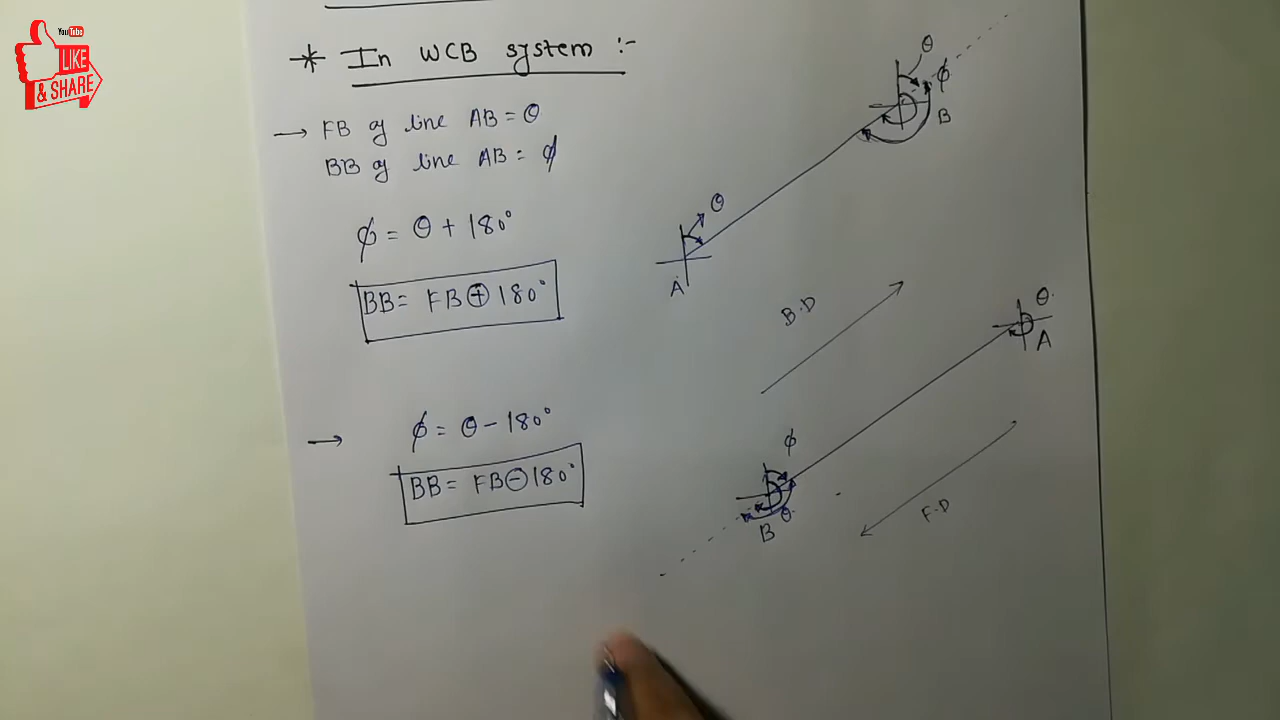 YouTube
LIKE
& SHARE
* In WCB system :-
→ FB of line AB = θ
BB of line AB = ϕ
ϕ = θ + 180°
BB = FB ⊕ 180°
→ ϕ = θ - 180°
BB = FB ⊖ 180°
θ
ϕ
B
θ
A
B.D
θ
A
ϕ
θ
B
F.D